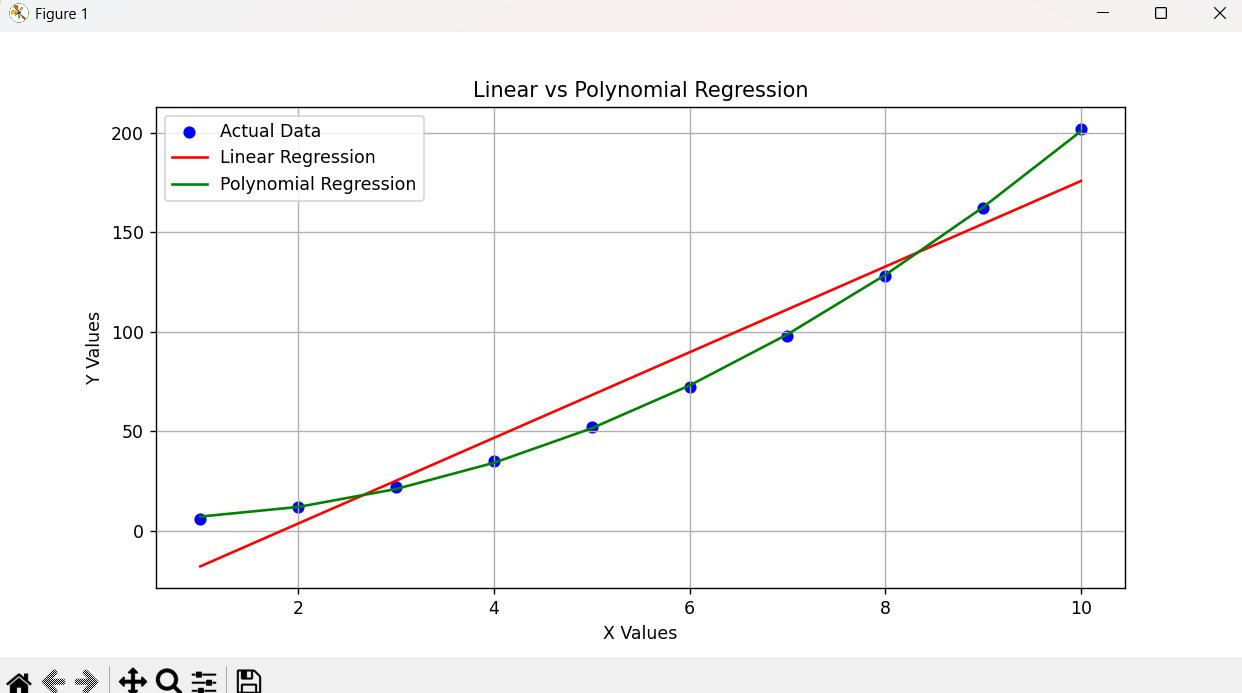 Figure 1
Linear vs Polynomial Regression
Actual Data
Linear Regression
Polynomial Regression
200
150
100
50
0
Y Values
2 4 6 8 10
X Values